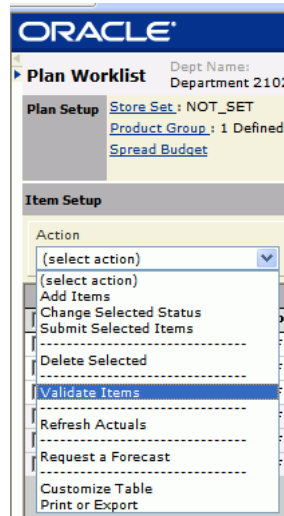 ORACLE
Plan Worklist
Dept Name:
Department 2102
Plan Setup
Store Set : NOT_SET
Product Group : 1 Defined
Spread Budget
Item Setup
Action
(select action)
(select action)
Add Items
Change Selected Status
Submit Selected Items
------------------------------
Delete Selected
------------------------------
Validate Items
------------------------------
Refresh Actuals
------------------------------
Request a Forecast
------------------------------
Customize Table
Print or Export